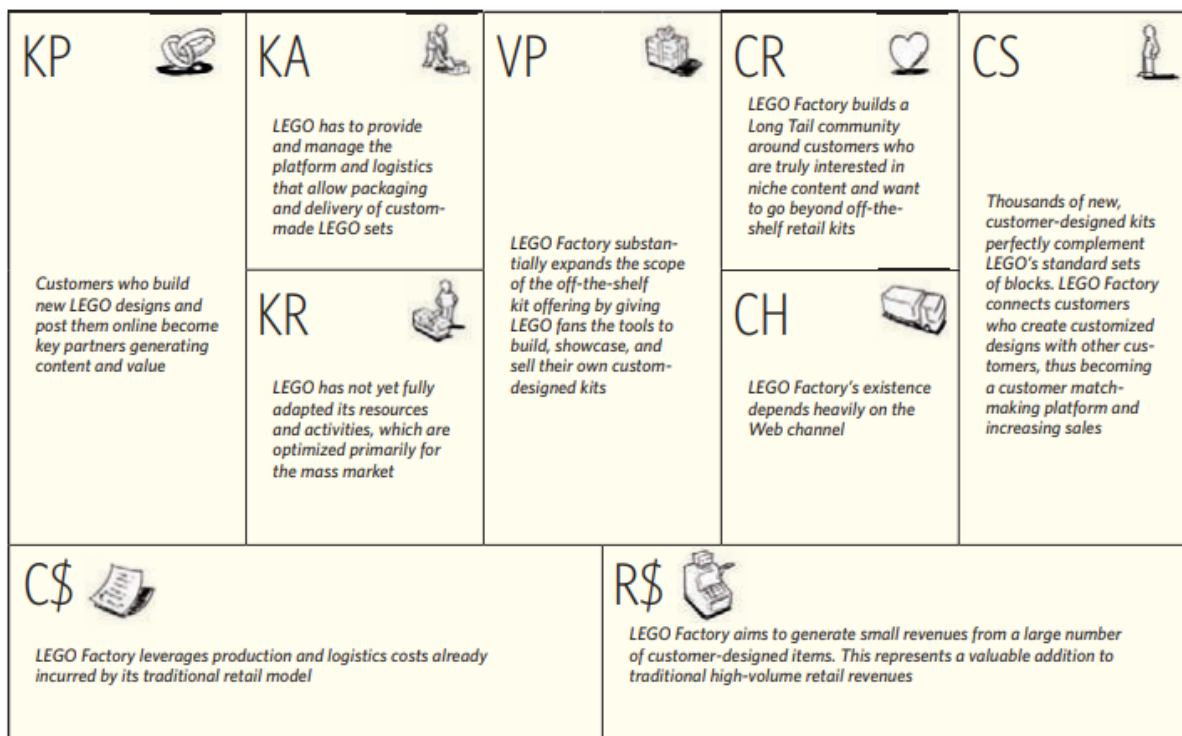 KP
Customers who build
new LEGO designs and
post them online become
key partners generating
content and value
KA
LEGO has to provide
and manage the
platform and logistics
that allow packaging
and delivery of custom-
made LEGO sets
KR
LEGO has not yet fully
adapted its resources
and activities, which are
optimized primarily for
the mass market
VP
LEGO Factory substan-
tially expands the scope
of the off-the-shelf
kit offering by giving
LEGO fans the tools to
build, showcase, and
sell their own custom-
designed kits
CR
LEGO Factory builds a
Long Tail community
around customers who
are truly interested in
niche content and want
to go beyond off-the-
shelf retail kits
CH
LEGO Factory's existence
depends heavily on the
Web channel
CS
Thousands of new,
customer-designed kits
perfectly complement
LEGO's standard sets
of blocks. LEGO Factory
connects customers
who create customized
designs with other cus-
tomers, thus becoming
a customer match-
making platform and
increasing sales
C$
LEGO Factory leverages production and logistics costs already
incurred by its traditional retail model
R$
LEGO Factory aims to generate small revenues from a large number
of customer-designed items. This represents a valuable addition to
traditional high-volume retail revenues